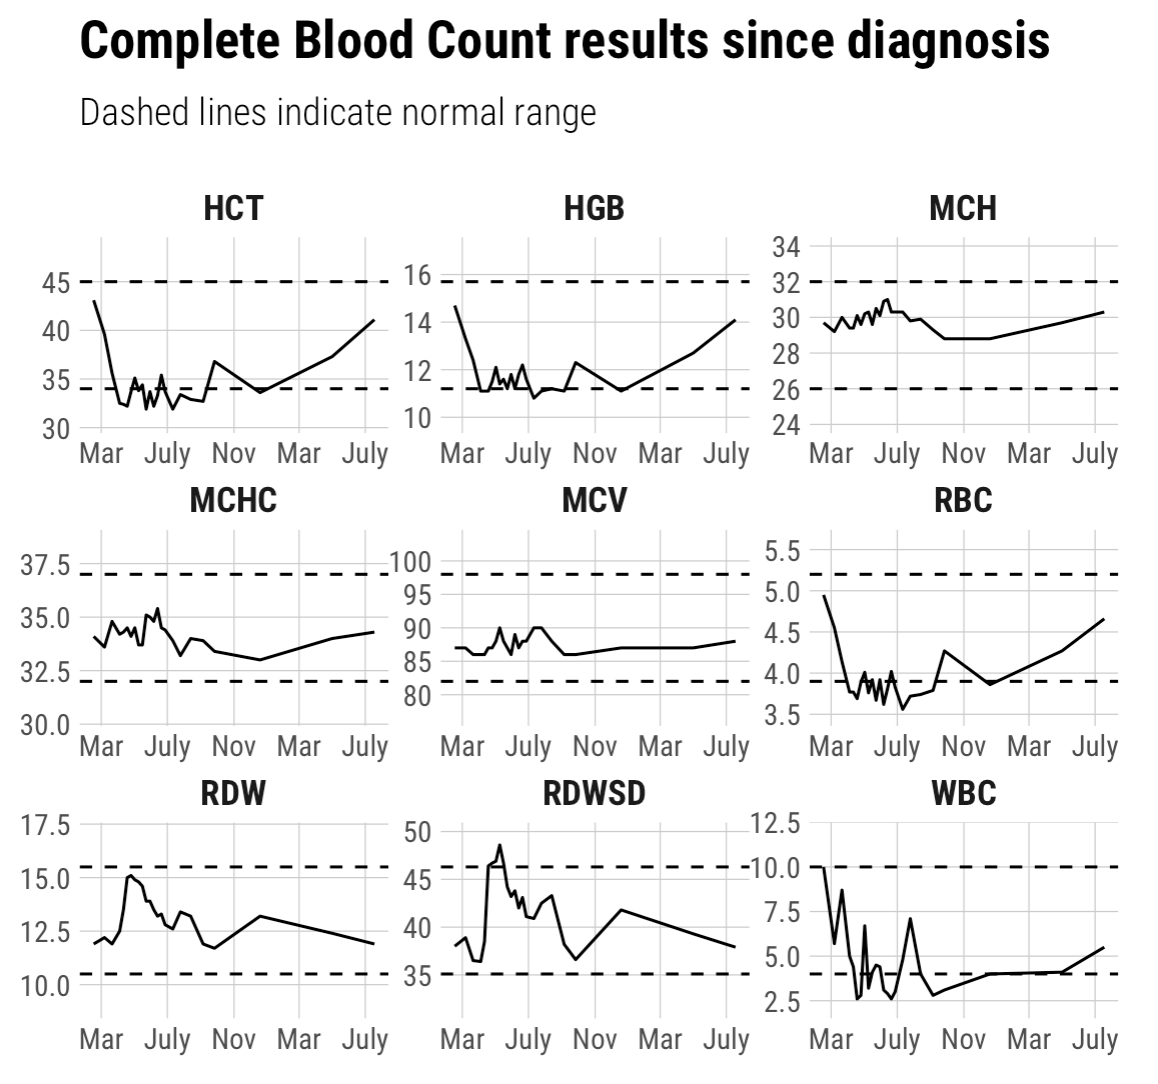 Complete Blood Count results since diagnosis
Dashed lines indicate normal range
HCT HGB MCH
45 40 35 30
16 14 12 10
34 32 30 28 26 24
Mar July Nov Mar July
Mar July Nov Mar July
Mar July Nov Mar July
MCHC MCV RBC
37.5 35.0 32.5 30.0
100 95 90 85 80
5.5 5.0 4.5 4.0 3.5
Mar July Nov Mar July
Mar July Nov Mar July
Mar July Nov Mar July
RDW RDWSD WBC
17.5 15.0 12.5 10.0
50 45 40 35
12.5 10.0 7.5 5.0 2.5
Mar July Nov Mar July
Mar July Nov Mar July
Mar July Nov Mar July